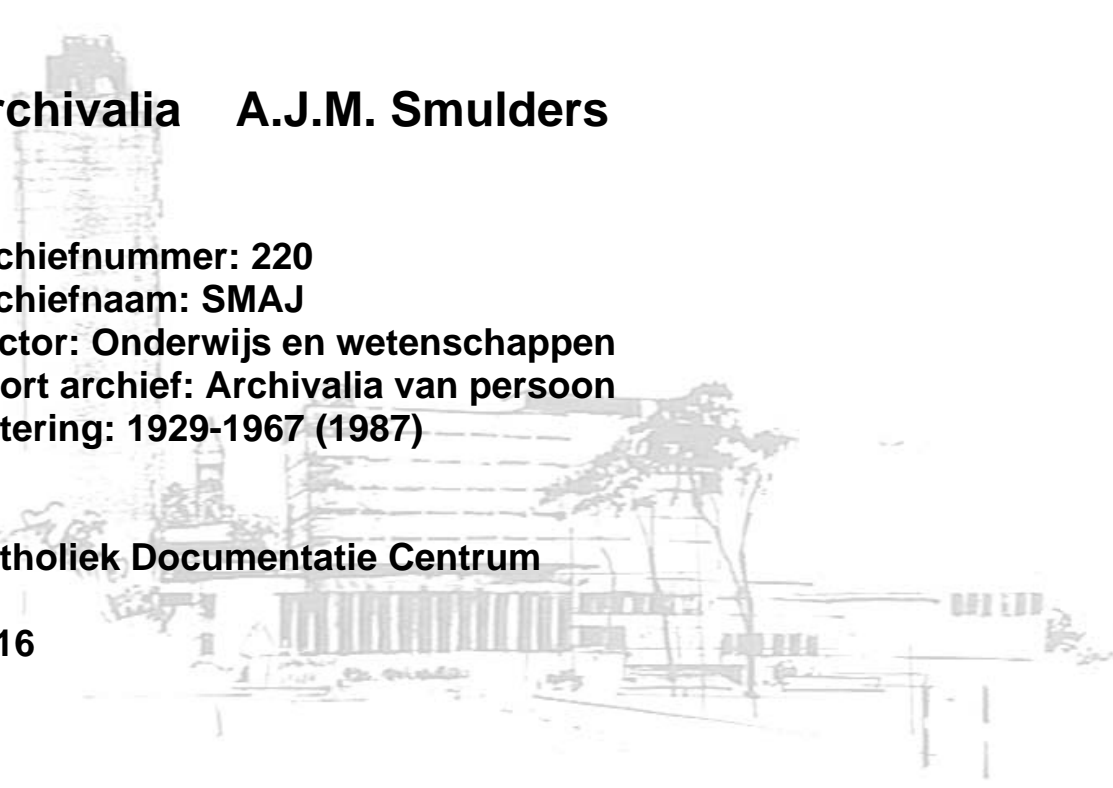 rchivalia A.J.M. Smulders
chiefnummer: 220
chiefnaam: SMAJ
ctor: Onderwijs en wetenschappen
ort archief: Archivalia van persoon
tering: 1929-1967 (1987)
tholiek Documentatie Centrum
16